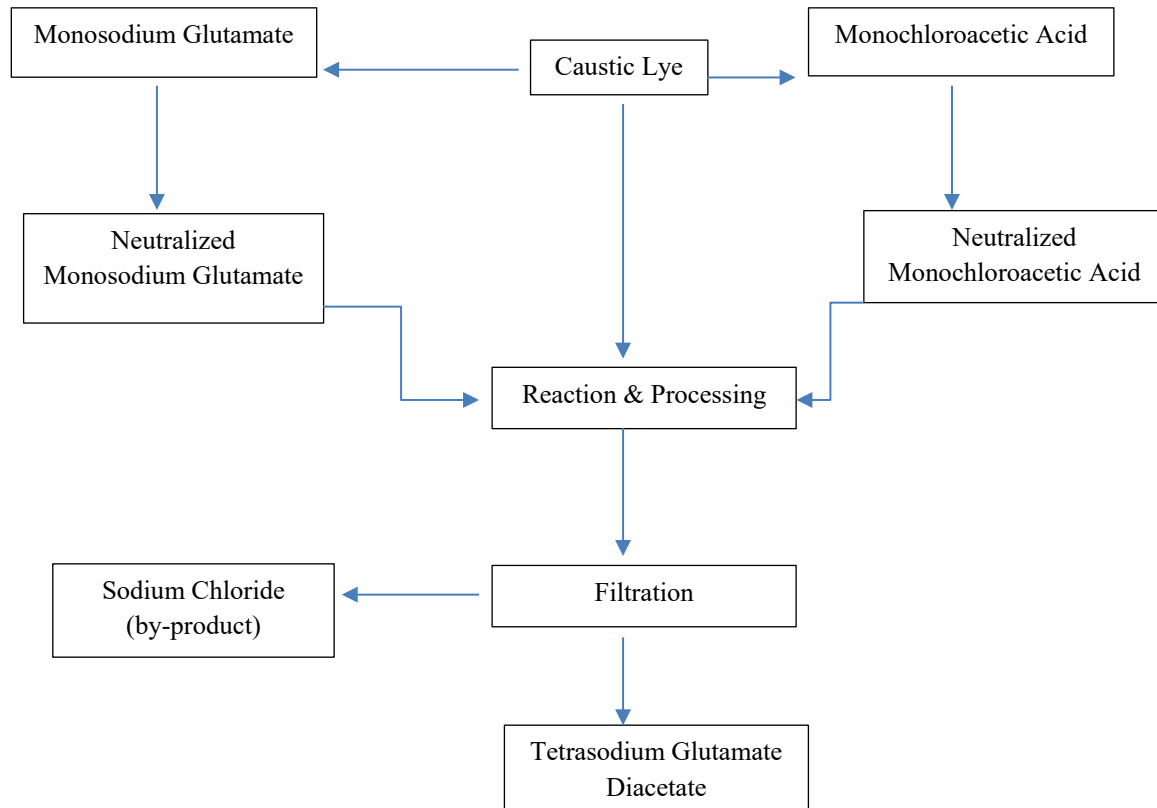 Monosodium Glutamate
Caustic Lye
Monochloroacetic Acid
Neutralized
Monosodium Glutamate
Neutralized
Monochloroacetic Acid
Reaction & Processing
Sodium Chloride
(by-product)
Filtration
Tetrasodium Glutamate
Diacetate